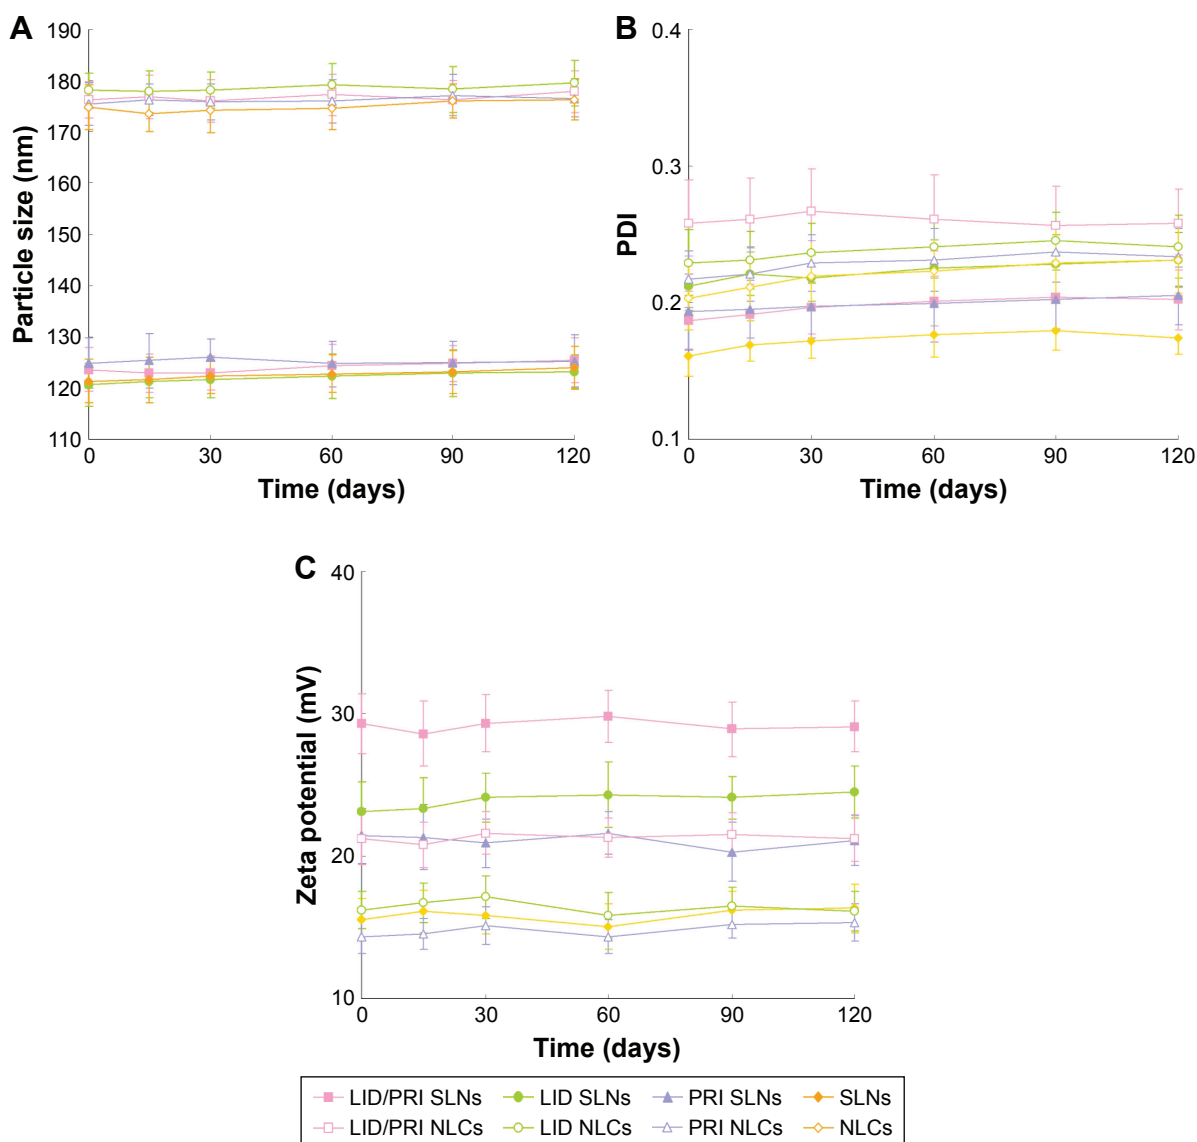 A
190
180
170
160
150
140
130
120
110
Particle size (nm)
0 30 60 90 120
Time (days)
B
0.4
0.3
0.2
0.1
PDI
0 30 60 90 120
Time (days)
C
40
30
20
10
Zeta potential (mV)
0 30 60 90 120
Time (days)
LID/PRI SLNs LID SLNs PRI SLNs SLNs
LID/PRI NLCs LID NLCs PRI NLCs NLCs